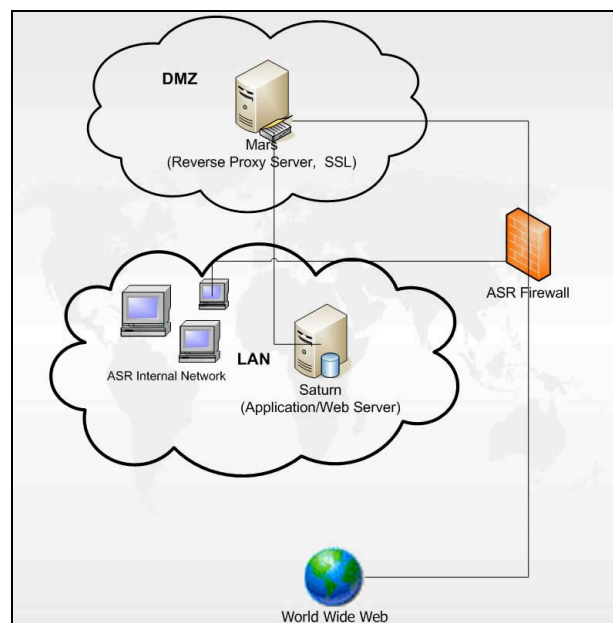 DMZ
Mars
(Reverse Proxy Server, SSL)
ASR Firewall
ASR Internal Network
LAN
Saturn
(Application/Web Server)
World Wide Web